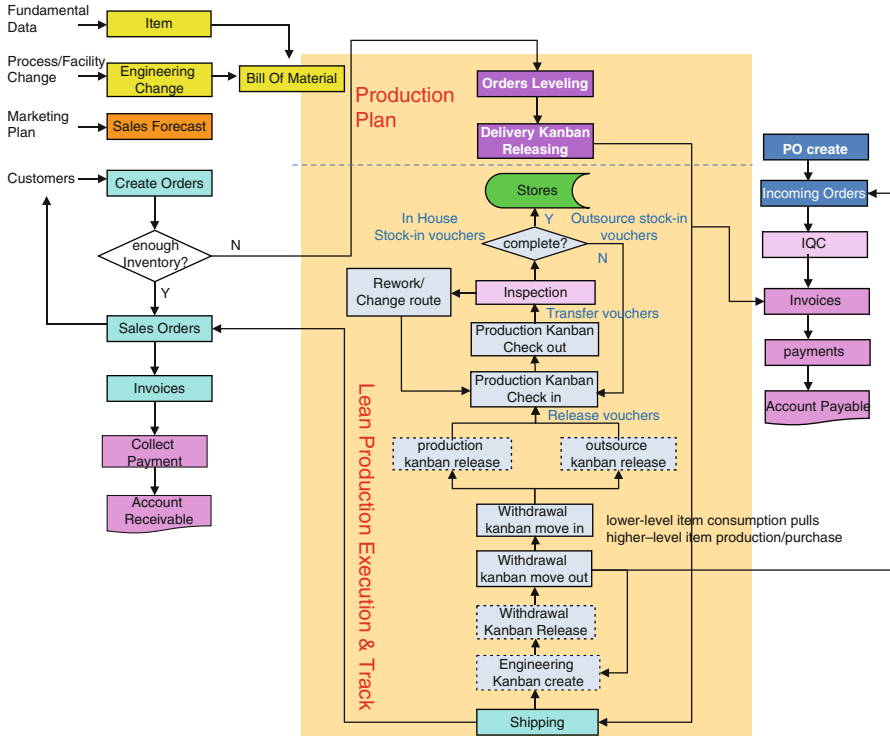 Fundamental
Data
Item
Process/Facility
Change
Engineering
Change
Bill Of Material
Marketing
Plan
Sales Forecast
Customers
Create Orders
enough
Inventory?
N
Y
Sales Orders
Invoices
Collect
Payment
Account
Receivable
Production
Plan
Orders Leveling
Delivery Kanban
Releasing
Stores
In House
Stock-in vouchers
Y
Outsource stock-in
vouchers
complete?
N
Rework/
Change route
Inspection
Transfer vouchers
Production Kanban
Check out
Production Kanban
Check in
Release vouchers
production
kanban release
outsource
kanban release
Withdrawal
kanban move in
lower-level item consumption pulls
higher–level item production/purchase
Withdrawal
kanban move out
Withdrawal
Kanban Release
Engineering
Kanban create
Shipping
Lean Production Execution & Track
PO create
Incoming Orders
IQC
Invoices
payments
Account Payable